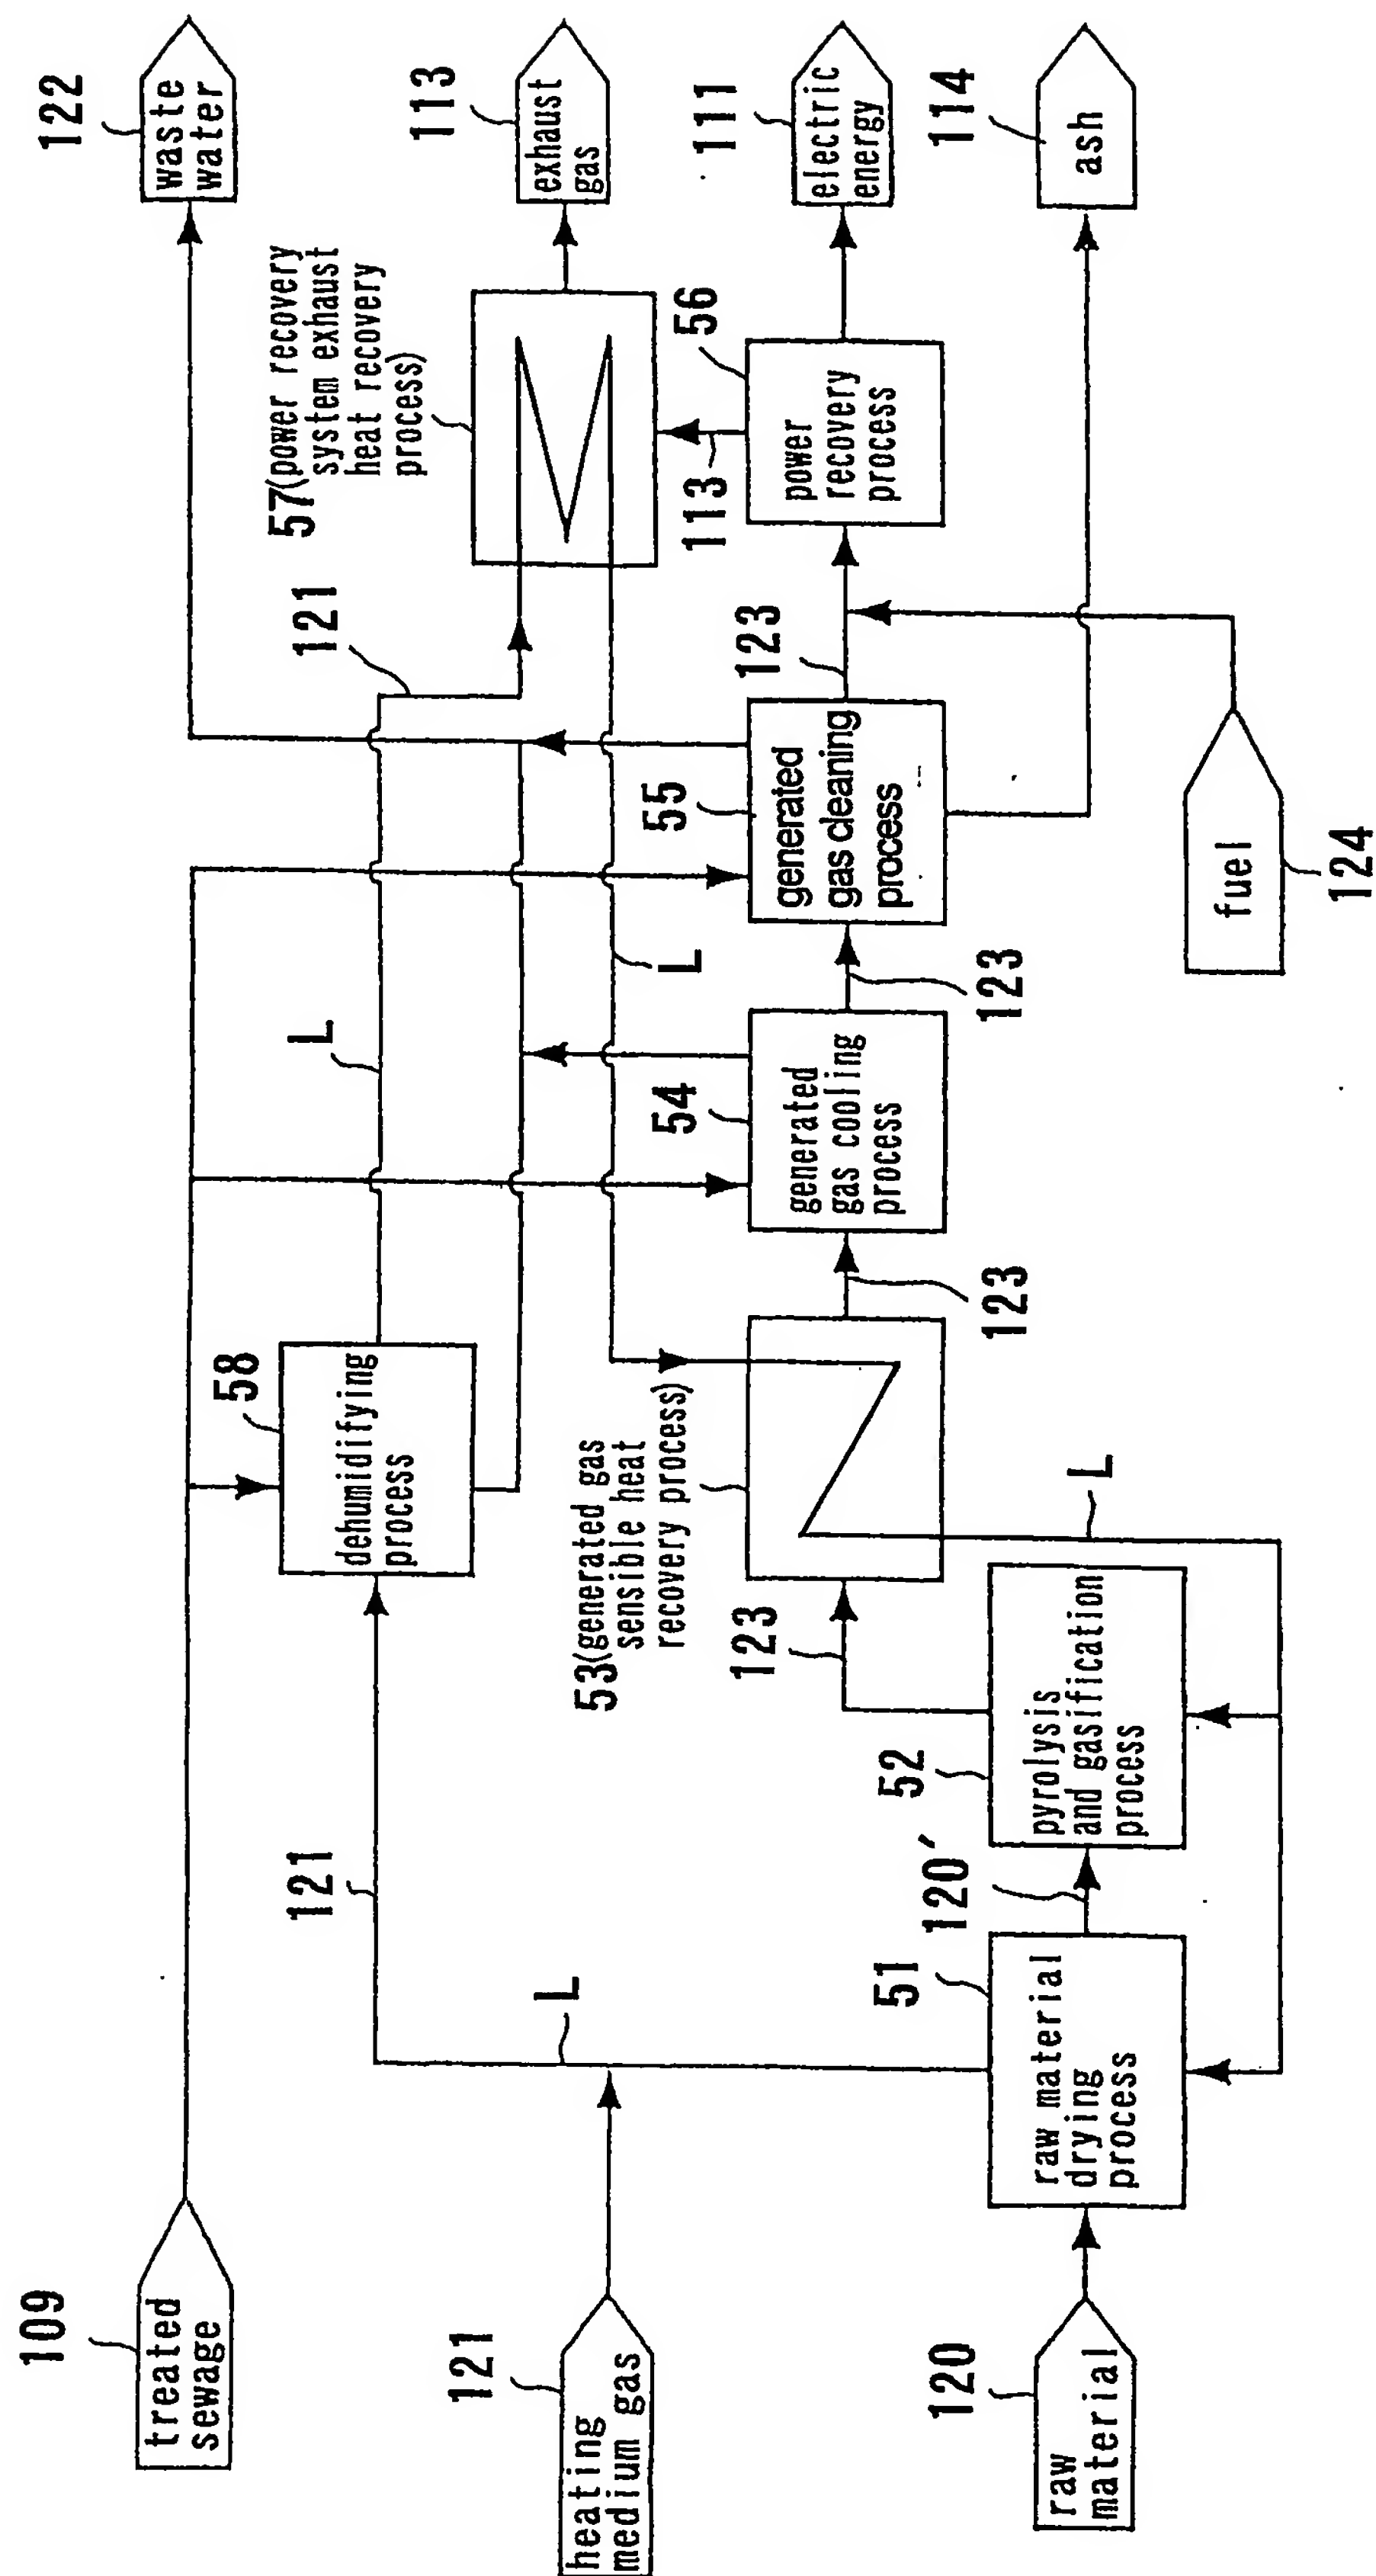 109
treated
sewage
121
heating
medium gas
120
raw
material
L
121
51
raw material
drying
process
120′
52
pyrolysis
and gasification
process
58
dehumidifying
process
53(generated gas
sensible heat
recovery process)
123
L
L
123
54
generated
gas cooling
process
L
123
55
generated
gas cleaning
process
123
fuel
124
121
57(power recovery
system exhaust
heat recovery
process)
113
56
power
recovery
process
122
waste
water
113
exhaust
gas
111
electric
energy
114
ash